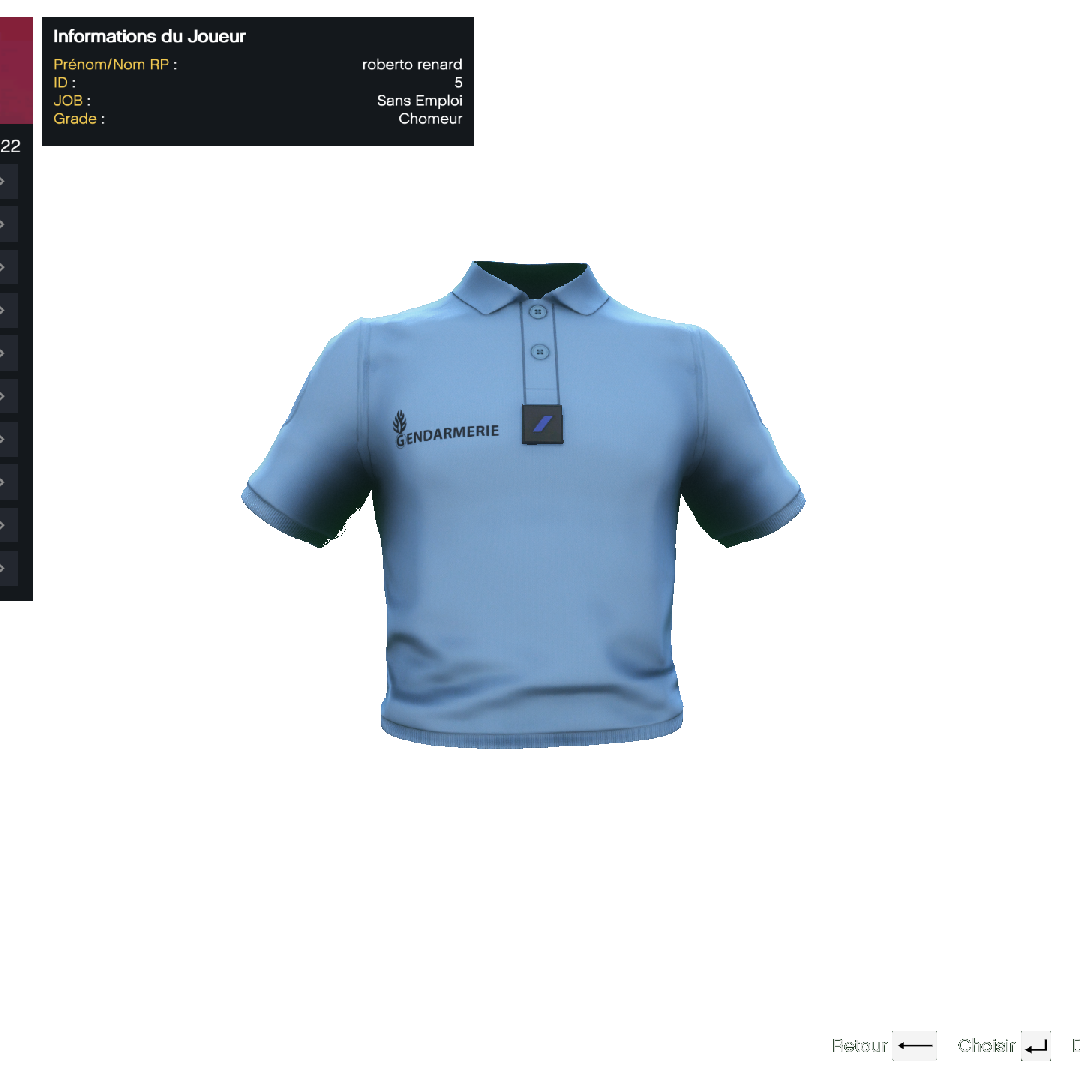 Informations du Joueur
Prénom/Nom RP : roberto renard
ID : 5
JOB : Sans Emploi
Grade : Chomeur
22
GENDARMERIE
Retour Choisir